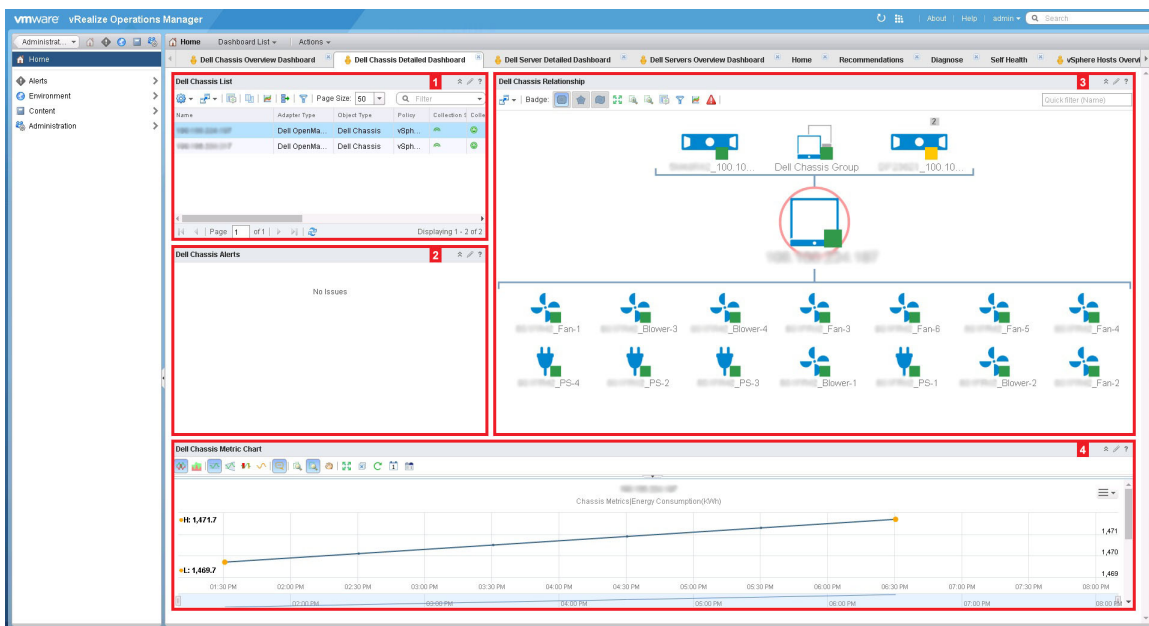 vmware vRealize Operations Manager
About Help admin Search
Administrat...
Home Dashboard List Actions
Home
Dell Chassis Overview Dashboard Dell Chassis Detailed Dashboard Dell Server Detailed Dashboard Dell Servers Overview Dashboard Home Recommendations Diagnose Self Health vSphere Hosts Overvi
Alerts
Environment
Content
Administration
Dell Chassis List 1
Page Size: 50 Filter
Name Adapter Type Object Type Policy Collection S Colle
Dell OpenMa... Dell Chassis vSph...
Dell OpenMa... Dell Chassis vSph...
Page 1 of 1 Displaying 1 - 2 of 2
Dell Chassis Alerts 2
No Issues
Dell Chassis Relationship 3
Badge: Quick filter (Name)
2
_100.10... Dell Chassis Group _100.10...
_Fan-1 _Blower-3 _Blower-4 _Fan-3 _Fan-6 _Fan-5 _Fan-4
_PS-4 _PS-2 _PS-3 _Blower-1 _PS-1 _Blower-2 _Fan-2
Dell Chassis Metric Chart 4
Chassis Metrics|Energy Consumption(kWh)
H: 1,471.7
1,471
1,470
L: 1,469.7
1,469
01:30 PM 02:00 PM 02:30 PM 03:00 PM 03:30 PM 04:00 PM 04:30 PM 05:00 PM 05:30 PM 06:00 PM 06:30 PM 07:00 PM 07:30 PM 08:00 PM
02:00 PM 03:00 PM 04:00 PM 05:00 PM 06:00 PM 07:00 PM 08:00 PM